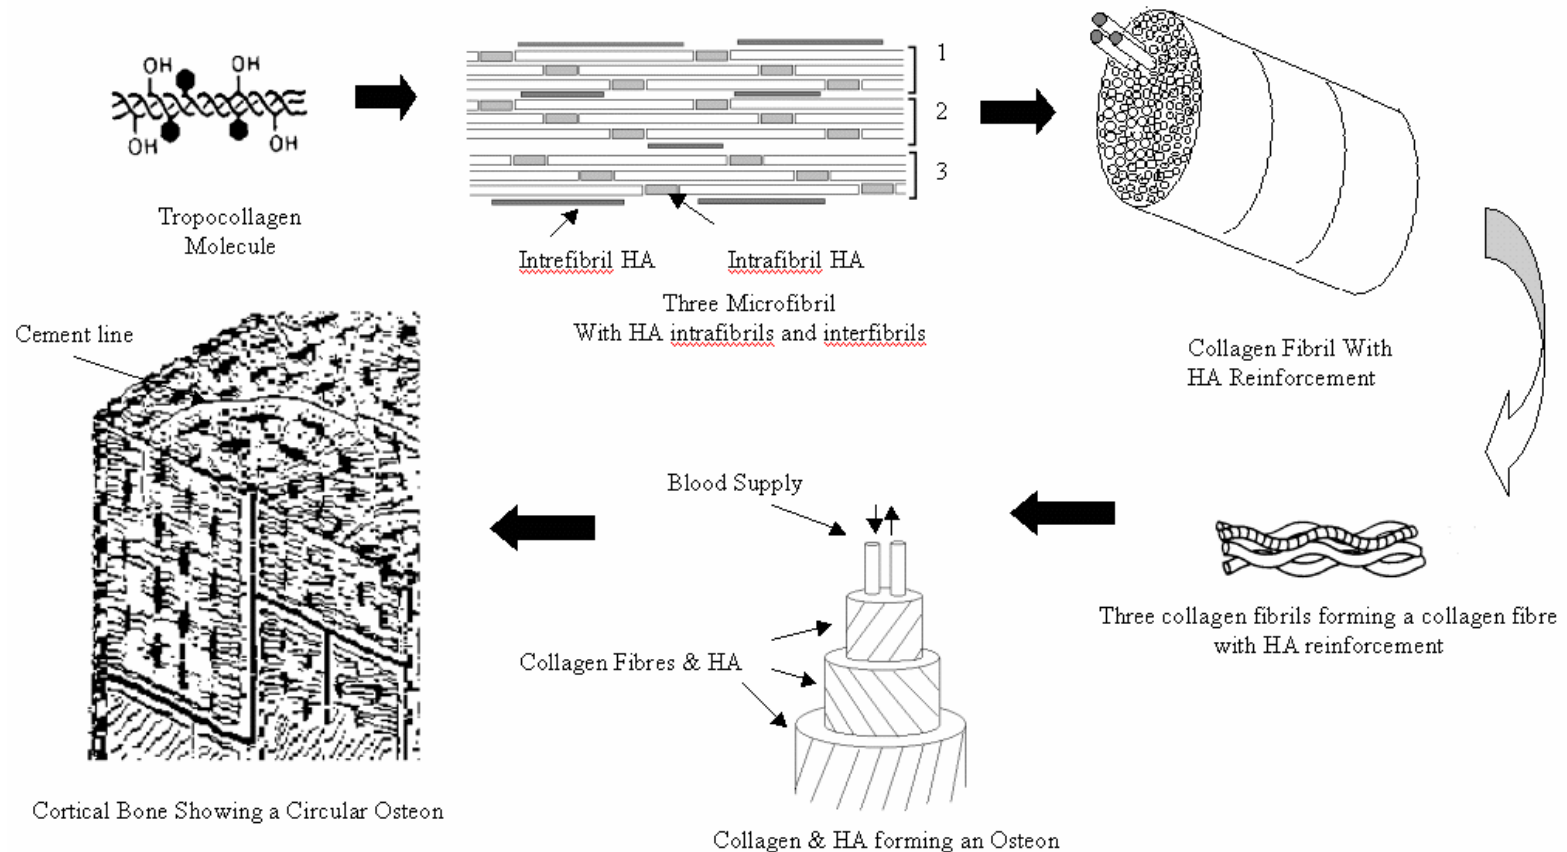 OH
OH
OH
OH
Tropocollagen
Molecule
1
2
3
Intrefibril HA
Intrafibril HA
Three Microfibril
With HA intrafibrils and interfibrils
Collagen Fibril With
HA Reinforcement
Three collagen fibrils forming a collagen fibre
with HA reinforcement
Blood Supply
Collagen Fibres & HA
Collagen & HA forming an Osteon
Cement line
Cortical Bone Showing a Circular Osteon